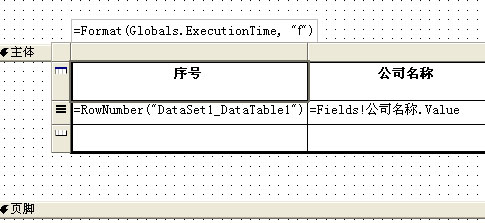 =Format(Globals.ExecutionTime, "f")
主体
序号 公司名称
=RowNumber("DataSet1_DataTable1") =Fields!公司名称.Value
页脚